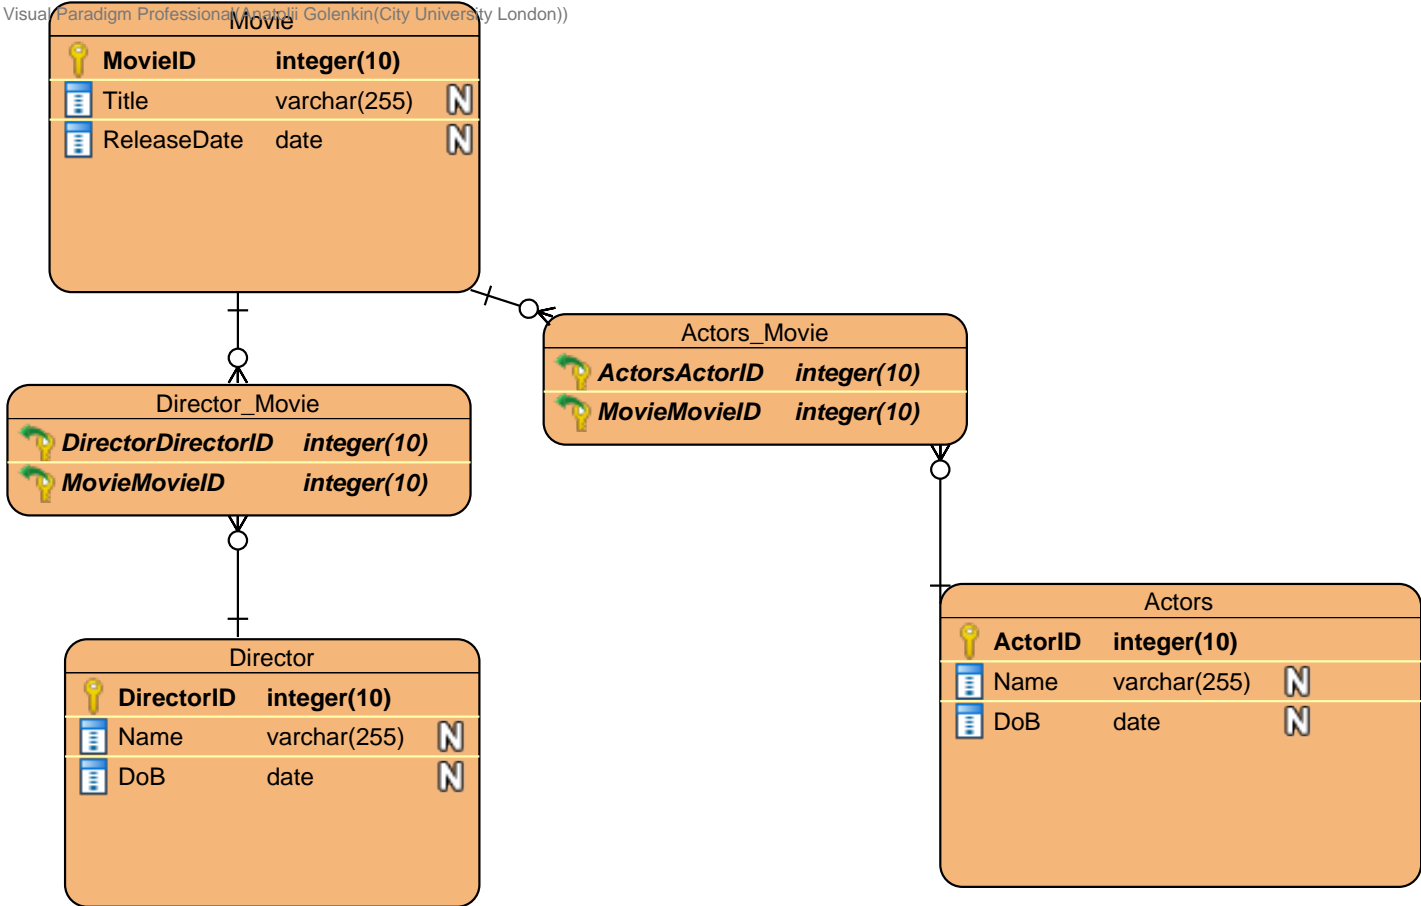 Visual Paradigm Professional(Anatolii Golenkin(City University London))
Movie
MovieID integer(10)
Title varchar(255) N
ReleaseDate date N
Actors_Movie
ActorsActorID integer(10)
MovieMovieID integer(10)
Director_Movie
DirectorDirectorID integer(10)
MovieMovieID integer(10)
Actors
ActorID integer(10)
Name varchar(255) N
DoB date N
Director
DirectorID integer(10)
Name varchar(255) N
DoB date N